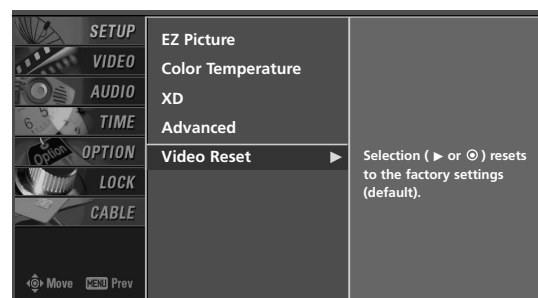 SETUP
VIDEO
AUDIO
TIME
OPTION
LOCK
CABLE
Move MENU Prev
EZ Picture
Color Temperature
XD
Advanced
Video Reset ▶
Selection ( ▶ or ⊙ ) resets
to the factory settings
(default).